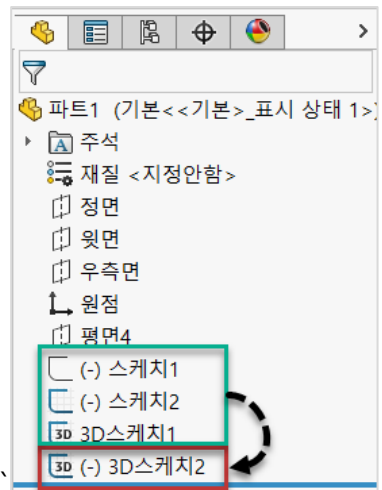 파트1 (기본<<기본>_표시 상태 1>)
A 주석
재질 <지정안함>
정면
윗면
우측면
원점
평면4
(-) 스케치1
(-) 스케치2
3D 3D스케치1
3D (-) 3D스케치2